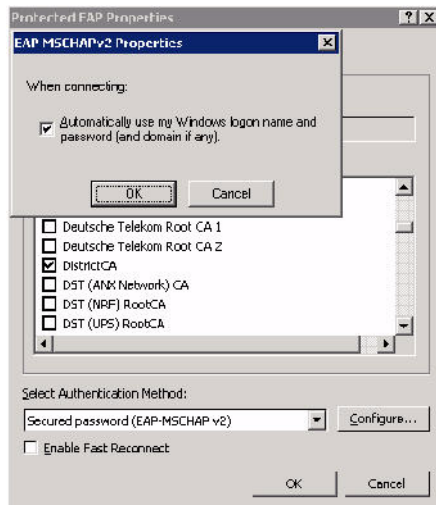 Protected EAP Properties
EAP MSCHAPv2 Properties
When connecting:
Automatically use my Windows logon name and
password (and domain if any).
OK
Cancel
Deutsche Telekom Root CA 1
Deutsche Telekom Root CA 2
DistrictCA
DST (ANX Network) CA
DST (NRF) RootCA
DST (UPS) RootCA
Select Authentication Method:
Secured password (EAP-MSCHAP v2)
Configure...
Enable Fast Reconnect
OK
Cancel